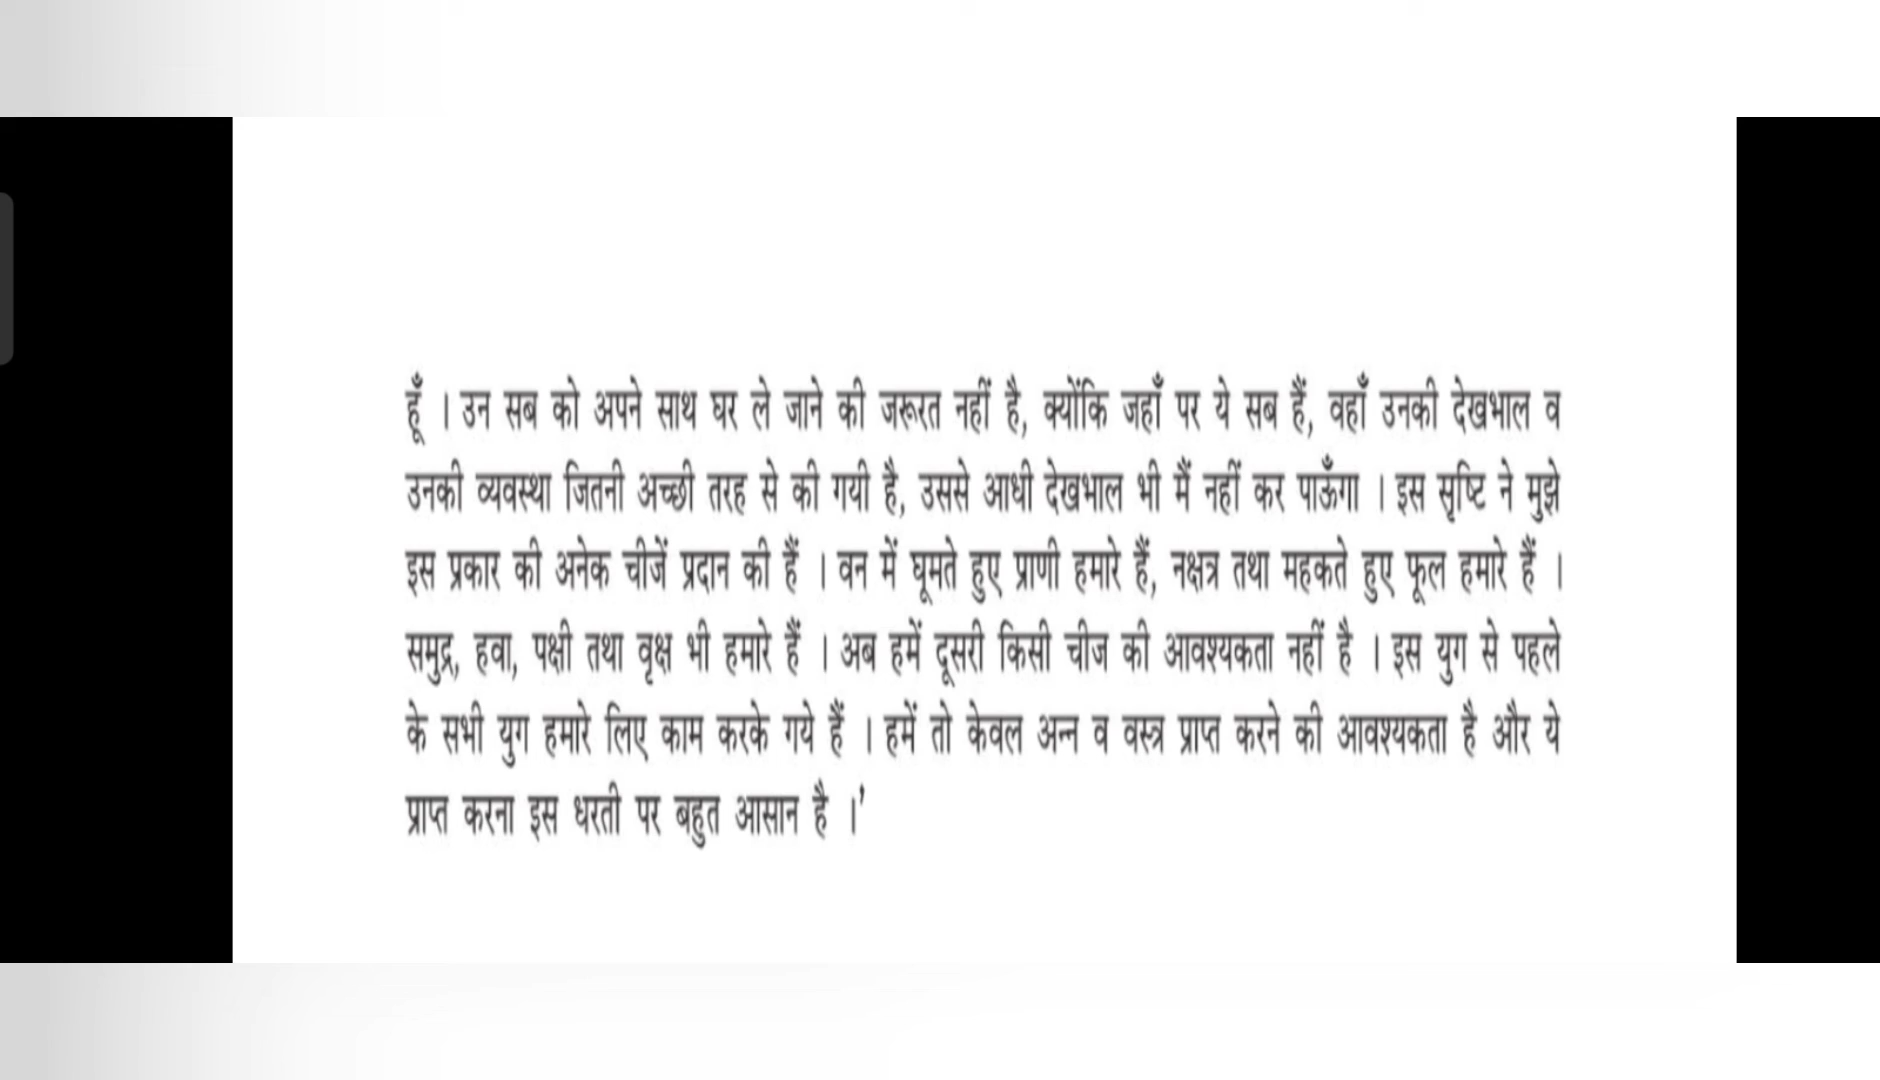 हूँ । उन सब को अपने साथ घर ले जाने की जरूरत नहीं है, क्योंकि जहाँ पर ये सब हैं, वहाँ उनकी देखभाल व
उनकी व्यवस्था जितनी अच्छी तरह से की गयी है, उससे आधी देखभाल भी मैं नहीं कर पाऊँगा । इस सृष्टि ने मुझे
इस प्रकार की अनेक चीजें प्रदान की हैं । वन में घूमते हुए प्राणी हमारे हैं, नक्षत्र तथा महकते हुए फूल हमारे हैं ।
समुद्र, हवा, पक्षी तथा वृक्ष भी हमारे हैं । अब हमें दूसरी किसी चीज की आवश्यकता नहीं है । इस युग से पहले
के सभी युग हमारे लिए काम करके गये हैं । हमें तो केवल अन्न व वस्त्र प्राप्त करने की आवश्यकता है और ये
प्राप्त करना इस धरती पर बहुत आसान है ।’